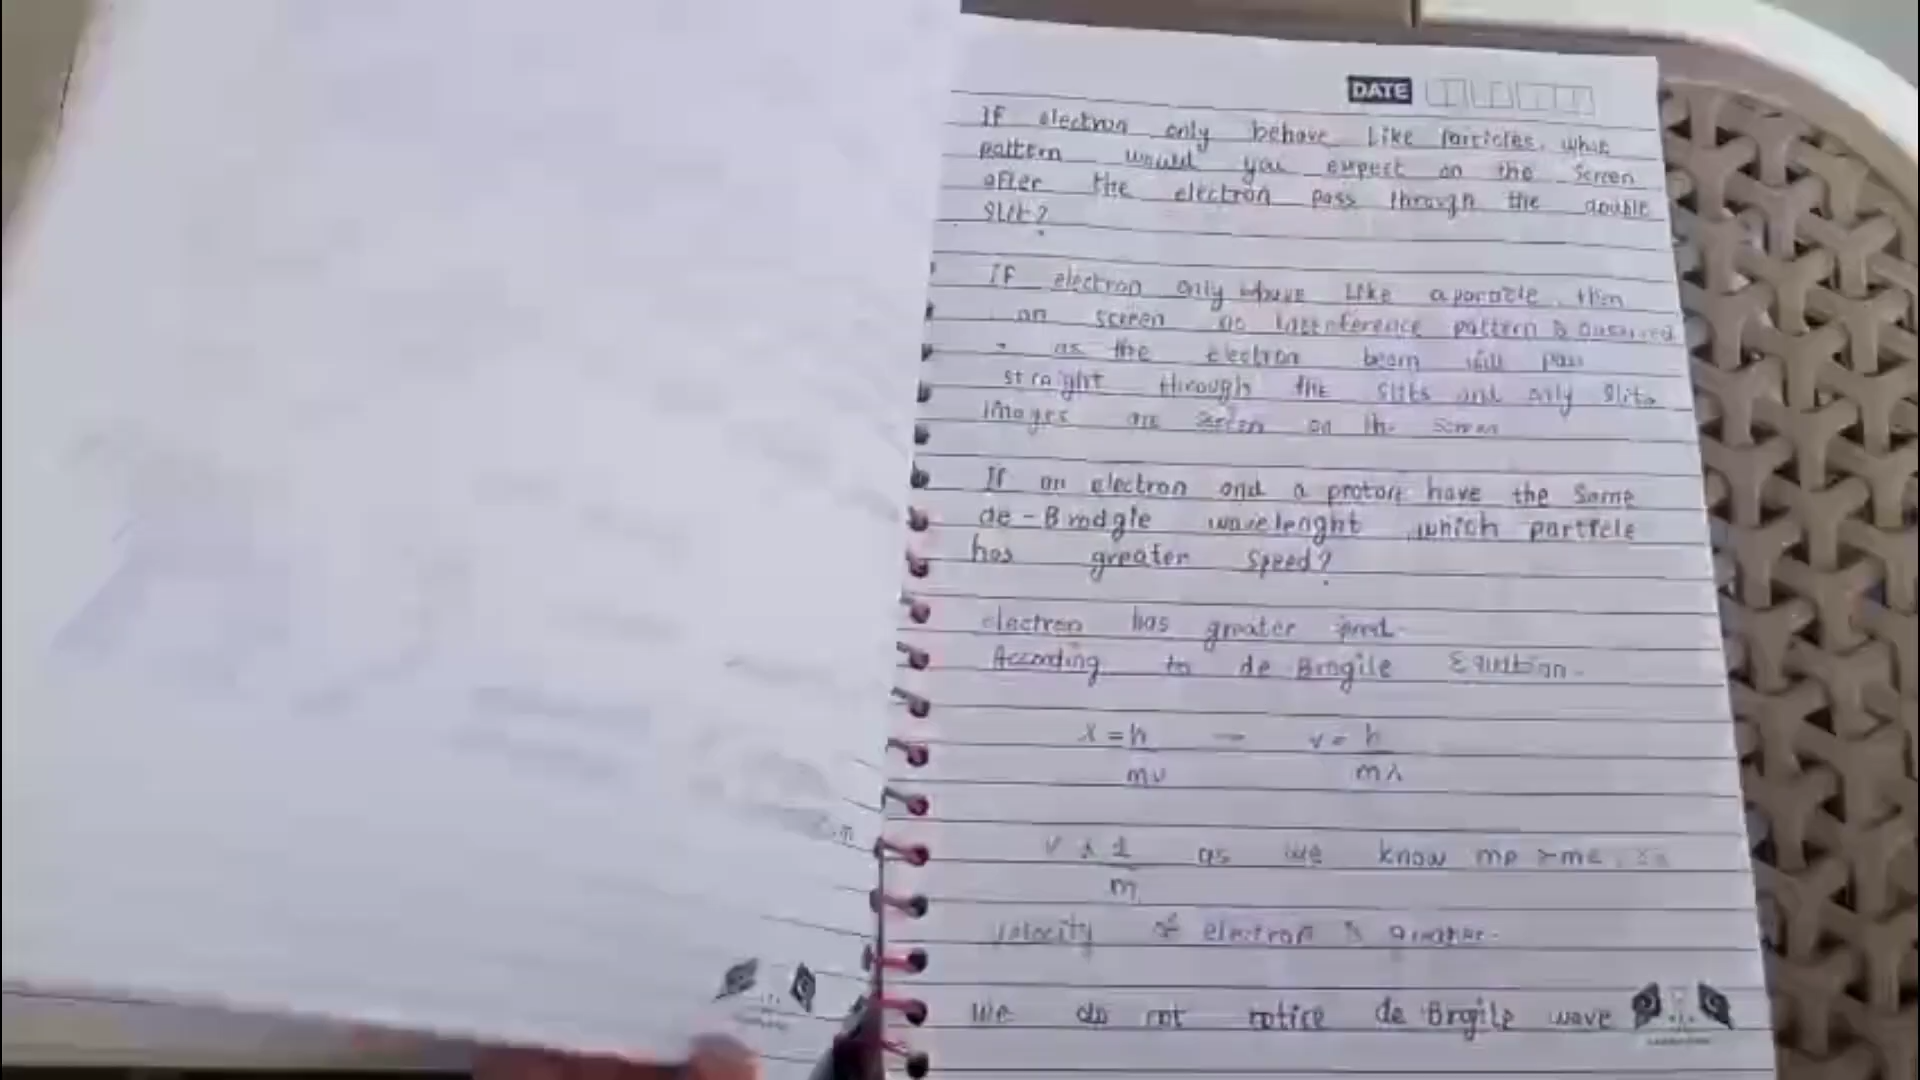 DATE
If electron only behave like particles, what
pattern would you expect on the screen
after the electron pass through the double
slit?
If electron only behave like a particle, then
on screen no interference pattern is observed
as the electron beam will pass
straight through the slits and only slits
images are screen on the screen
If an electron and a proton have the same
de-Brodgle wavelenght which particle
has greater speed?
electron has greater speed.
According to de Brogile Equation.
λ = h v = h
mv mλ
v ∝ 1 as we know mp > me, so
m
velocity of electron is greater.
We do not notice de Brogile wave